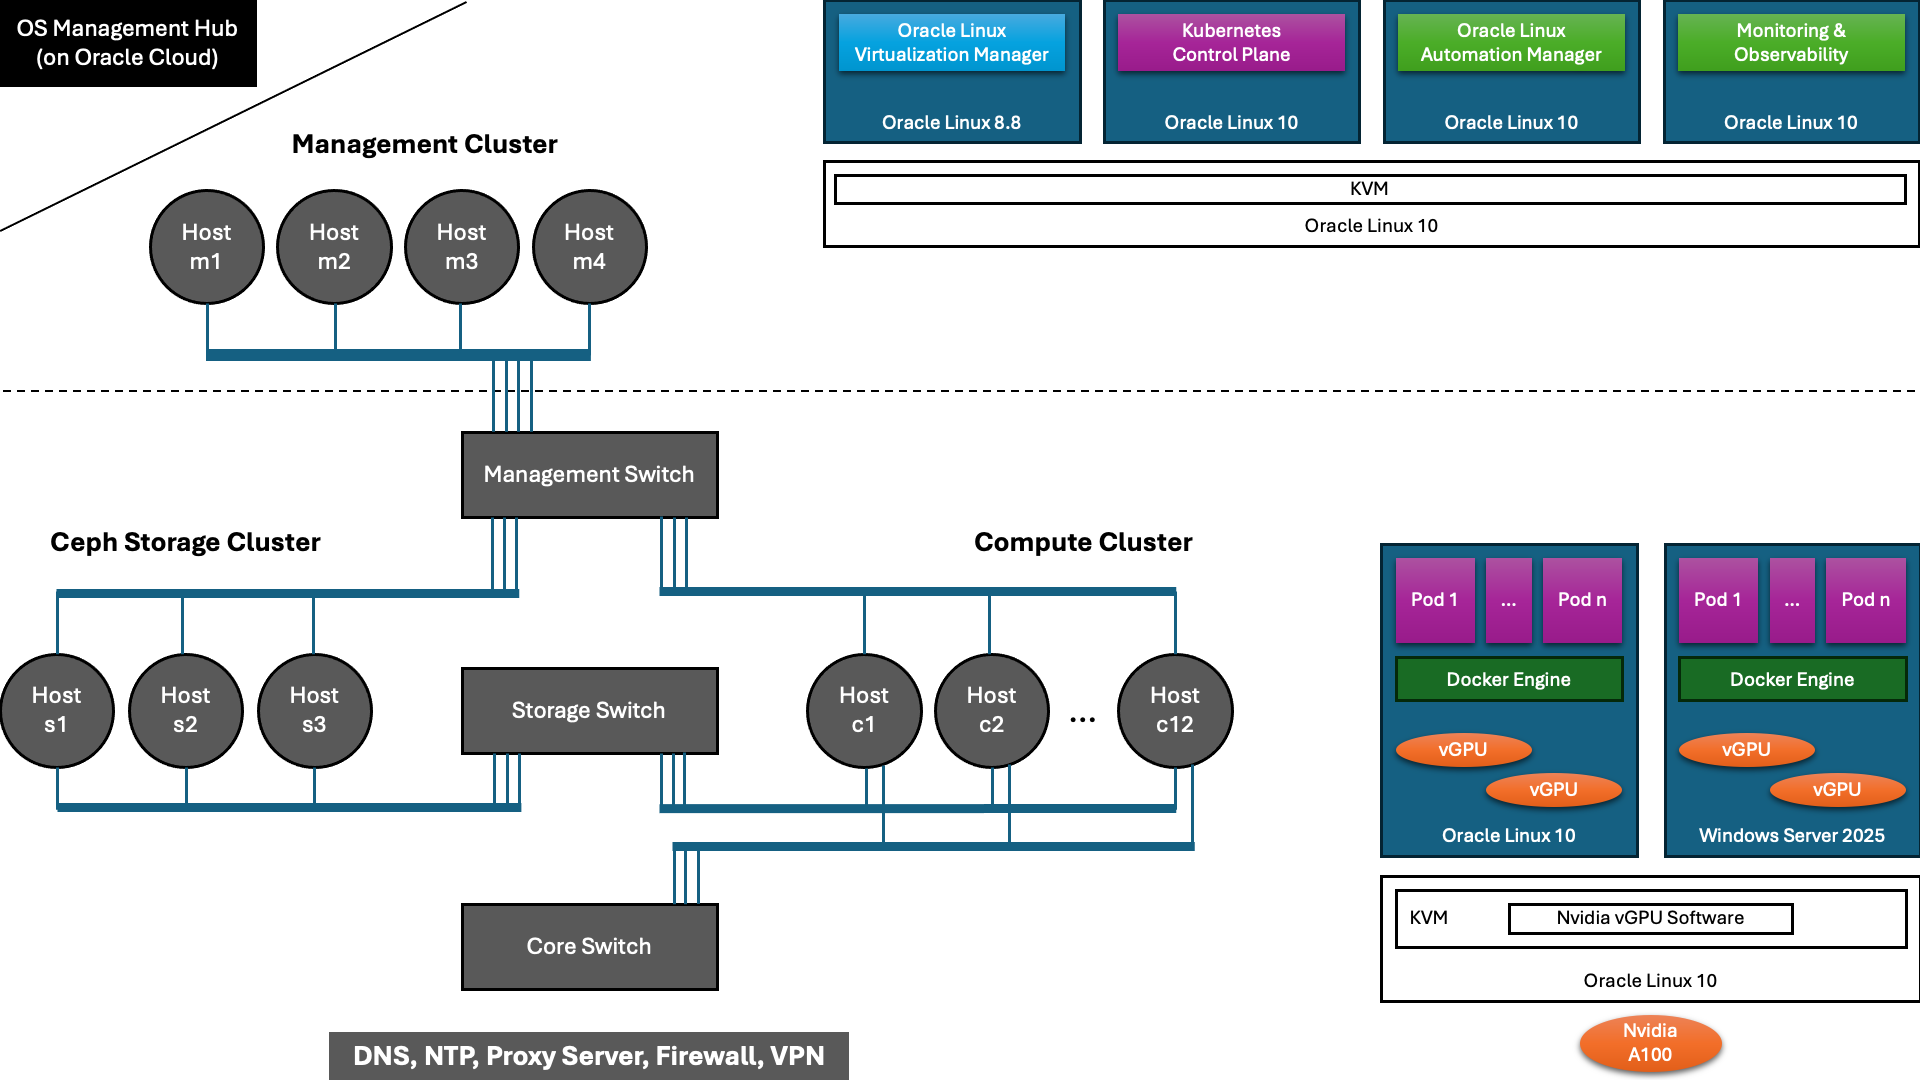 OS Management Hub
(on Oracle Cloud)
Oracle Linux
Virtualization Manager
Oracle Linux 8.8
Kubernetes
Control Plane
Oracle Linux 10
Oracle Linux
Automation Manager
Oracle Linux 10
Monitoring &
Observability
Oracle Linux 10
KVM
Oracle Linux 10
Management Cluster
Host
m1
Host
m2
Host
m3
Host
m4
Management Switch
Ceph Storage Cluster
Compute Cluster
Host
s1
Host
s2
Host
s3
Storage Switch
Host
c1
Host
c2
...
Host
c12
Core Switch
Pod 1
...
Pod n
Docker Engine
vGPU
vGPU
Oracle Linux 10
Pod 1
...
Pod n
Docker Engine
vGPU
vGPU
Windows Server 2025
KVM
Nvidia vGPU Software
Oracle Linux 10
Nvidia
A100
DNS, NTP, Proxy Server, Firewall, VPN